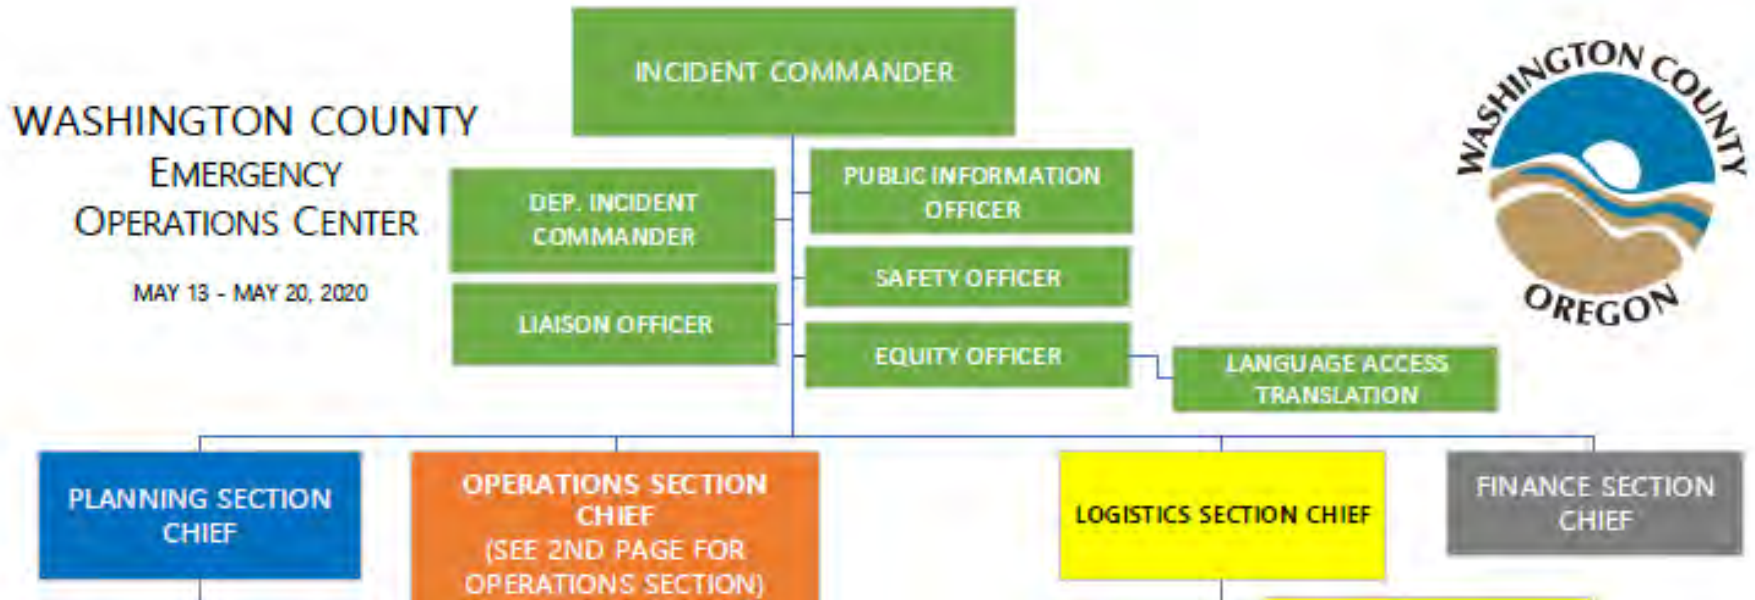 INCIDENT COMMANDER
WASHINGTON COUNTY
EMERGENCY
OPERATIONS CENTER
MAY 13 - MAY 20, 2020
WASHINGTON COUNTY
OREGON
DEP. INCIDENT
COMMANDER
PUBLIC INFORMATION
OFFICER
SAFETY OFFICER
LIAISON OFFICER
EQUITY OFFICER
LANGUAGE ACCESS
TRANSLATION
PLANNING SECTION
CHIEF
OPERATIONS SECTION
CHIEF
(SEE 2ND PAGE FOR
OPERATIONS SECTION)
LOGISTICS SECTION CHIEF
FINANCE SECTION
CHIEF